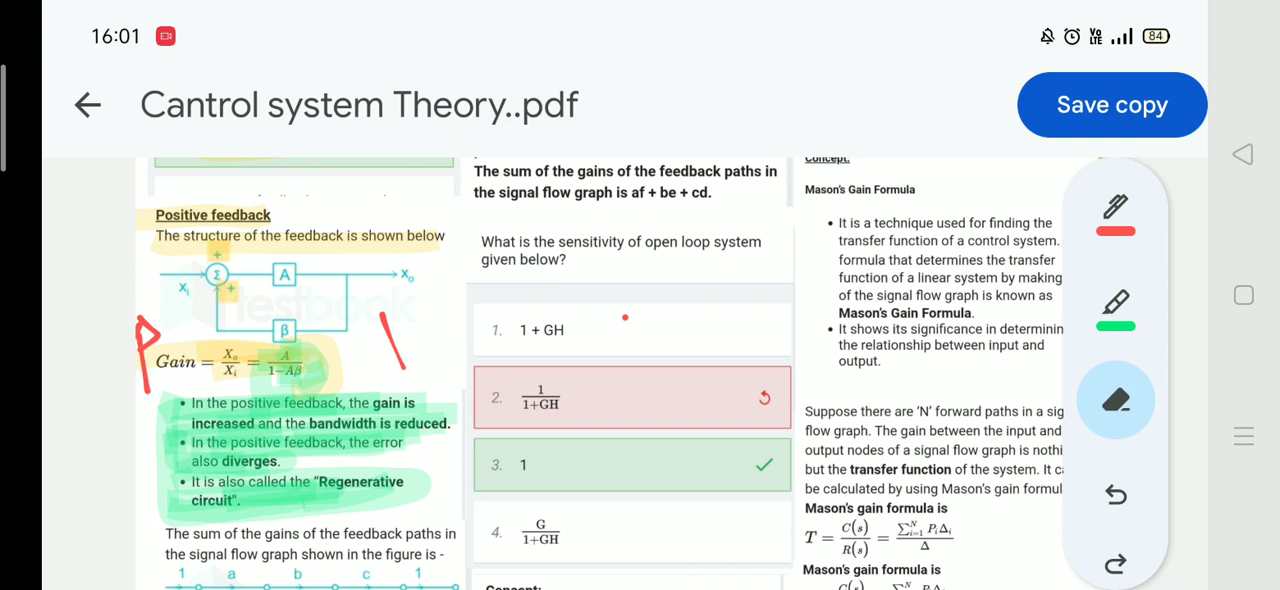 16:01
Vo
LTE
84
Cantrol system Theory..pdf
Save copy
Positive feedback
The structure of the feedback is shown below
+
Σ
A
X₀
Xᵢ
+
testbook
β
P
Gain = X₀/Xᵢ = A/1−Aβ
• In the positive feedback, the gain is
increased and the bandwidth is reduced.
• In the positive feedback, the error
also diverges.
• It is also called the "Regenerative
circuit".
The sum of the gains of the feedback paths in
the signal flow graph shown in the figure is -
1 a b c 1
The sum of the gains of the feedback paths in
the signal flow graph is af + be + cd.
What is the sensitivity of open loop system
given below?
1. 1 + GH
2. 1/1+GH
3. 1
4. G/1+GH
Concept:
Concept:
Mason's Gain Formula
• It is a technique used for finding the
transfer function of a control system.
formula that determines the transfer
function of a linear system by making
of the signal flow graph is known as
Mason's Gain Formula.
• It shows its significance in determinin
the relationship between input and
output.
Suppose there are 'N' forward paths in a sig
flow graph. The gain between the input and
output nodes of a signal flow graph is nothi
but the transfer function of the system. It ca
be calculated by using Mason's gain formul
Mason's gain formula is
T = C(s)/R(s) = Σᵢ₌₁ᴺ PᵢΔᵢ/Δ
Mason's gain formula is